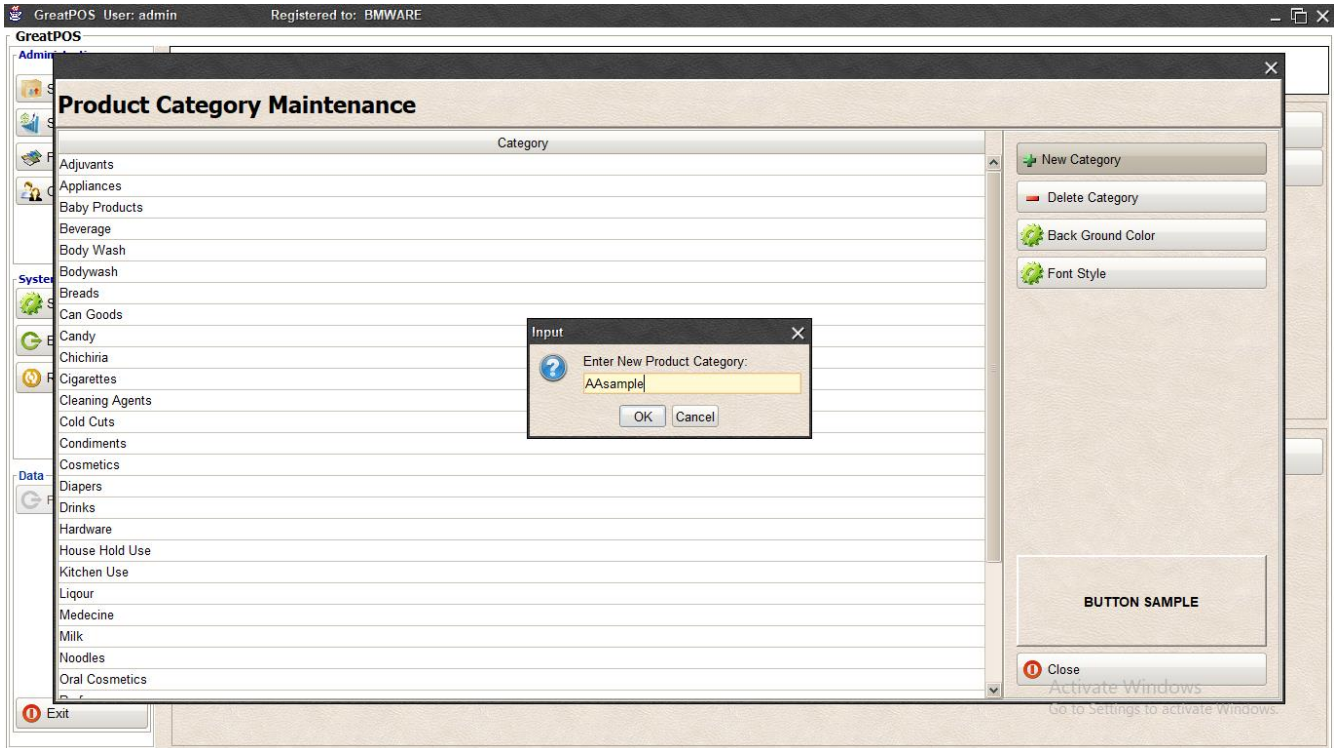 GreatPOS User: admin Registered to: BMWARE
GreatPOS
Product Category Maintenance
Category
Adjuvants
Appliances
Baby Products
Beverage
Body Wash
Bodywash
Breads
Can Goods
Candy
Chichiria
Cigarettes
Cleaning Agents
Cold Cuts
Condiments
Cosmetics
Diapers
Drinks
Hardware
House Hold Use
Kitchen Use
Liqour
Medecine
Milk
Noodles
Oral Cosmetics
New Category
Delete Category
Back Ground Color
Font Style
Input
Enter New Product Category:
AAsample
OK Cancel
BUTTON SAMPLE
Close
Activate Windows
Go to Settings to activate Windows.
Data
Exit